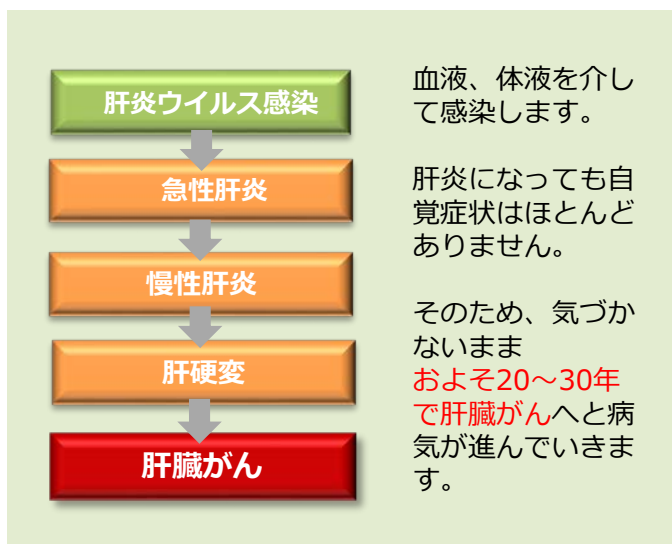 肝炎ウイルス感染
急性肝炎
慢性肝炎
肝硬変
肝臓がん
血液、体液を介し
て感染します。
肝炎になっても自
覚症状はほとんど
ありません。
そのため、気づか
ないまま
およそ20～30年
で肝臓がんへと病
気が進んでいきま
す。